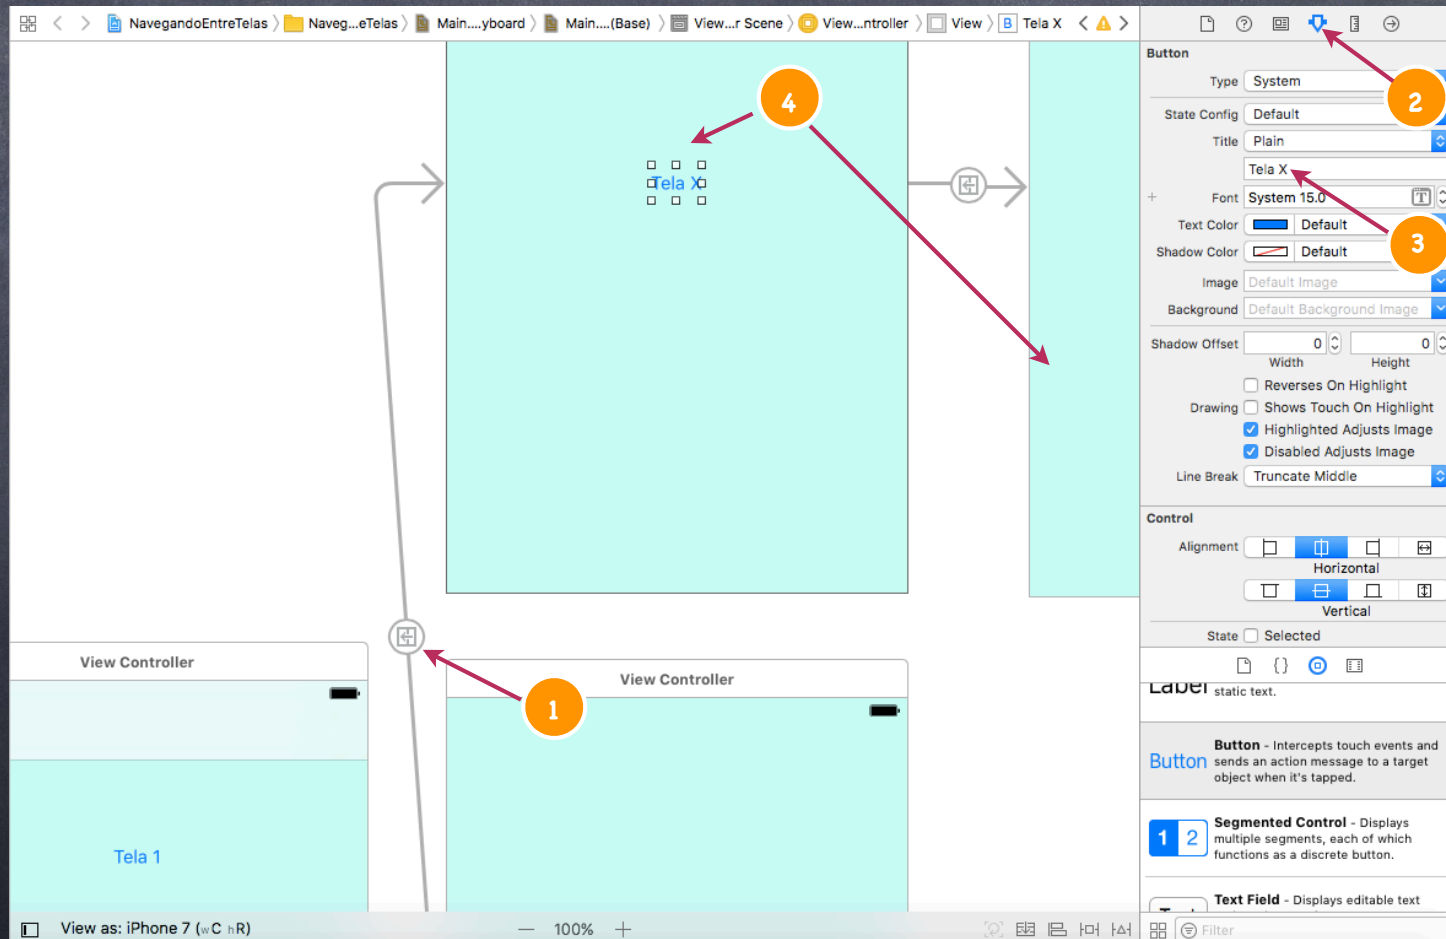 NavegandoEntreTelas Naveg...eTelas Main....yboard Main....(Base) View...r Scene View...ntroller View B Tela X
4
Tela X
1
View Controller
View Controller
Tela 1
View as: iPhone 7 (wC hR)
100%
Button
Type System
2
State Config Default
Title Plain
Tela X
Font System 15.0 T
Text Color Default
3
Shadow Color Default
Image Default Image
Background Default Background Image
Shadow Offset 0 0
Width Height
Reverses On Highlight
Drawing Shows Touch On Highlight
Highlighted Adjusts Image
Disabled Adjusts Image
Line Break Truncate Middle
Control
Alignment
Horizontal
Vertical
State Selected
{}
Label static text.
Button Button - Intercepts touch events and
sends an action message to a target
object when it's tapped.
1 2 Segmented Control - Displays
multiple segments, each of which
functions as a discrete button.
Text Field - Displays editable text
Filter